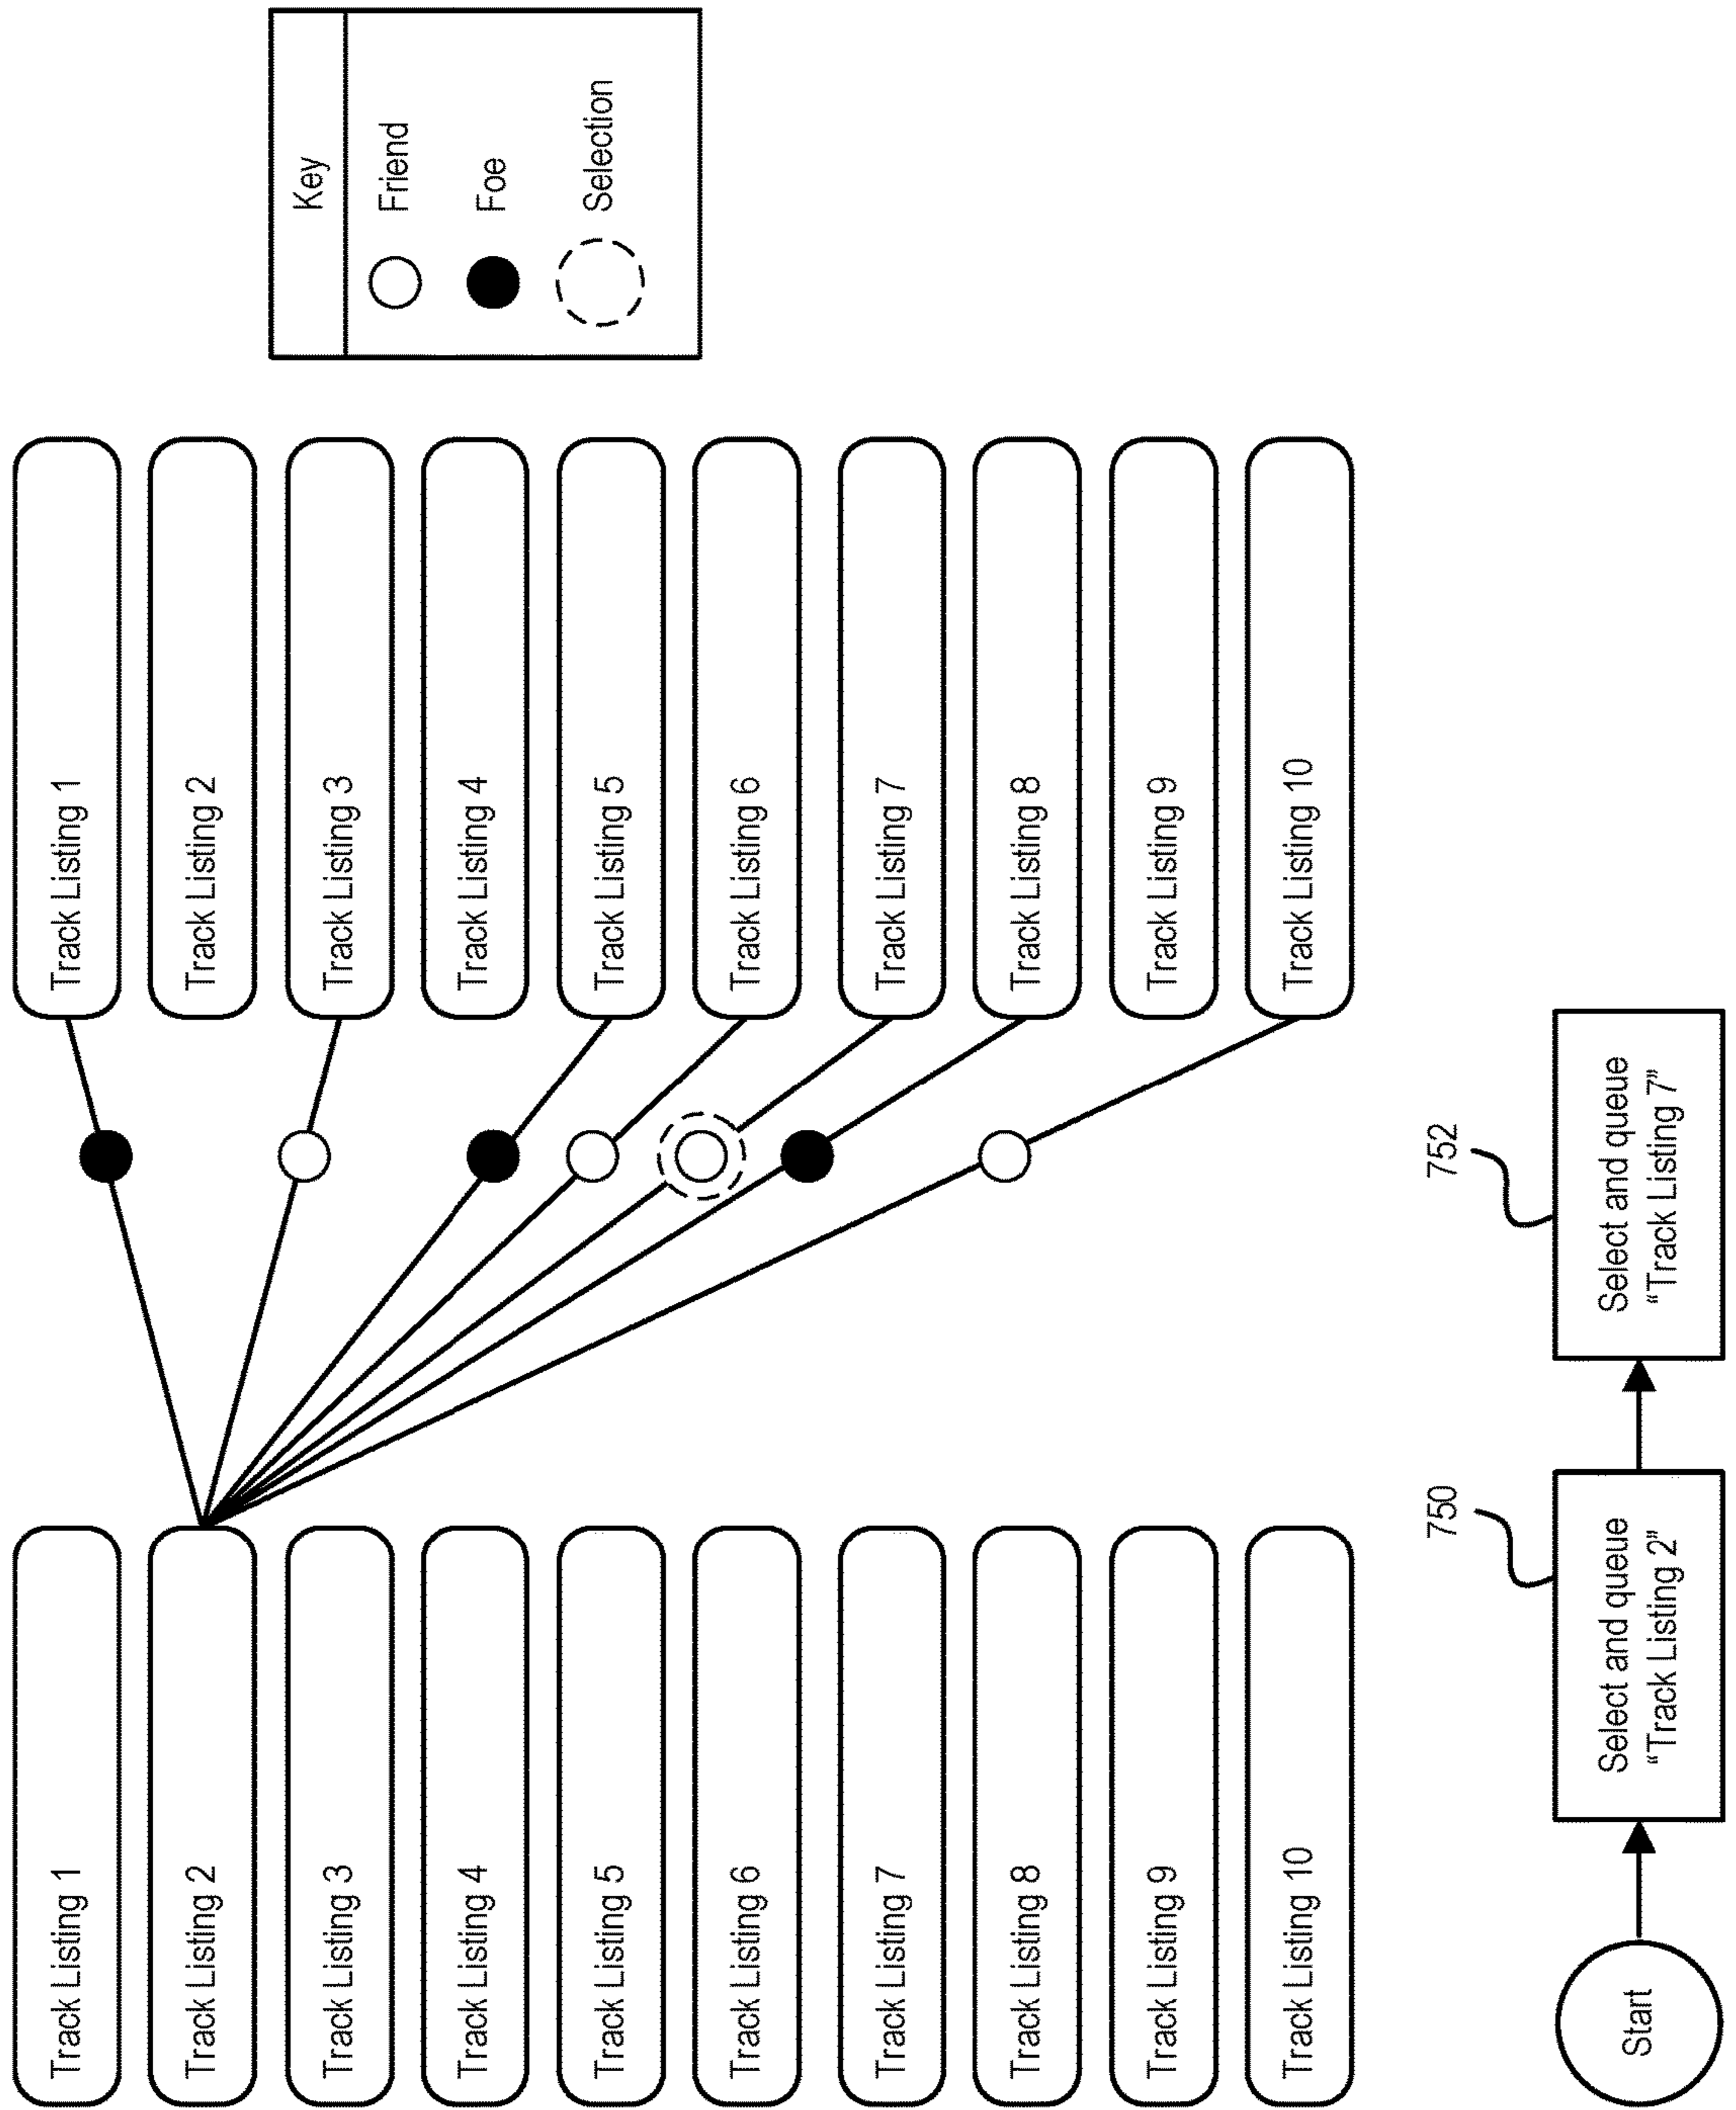 Track Listing 1
Track Listing 2
Track Listing 3
Track Listing 4
Track Listing 5
Track Listing 6
Track Listing 7
Track Listing 8
Track Listing 9
Track Listing 10
Track Listing 1
Track Listing 2
Track Listing 3
Track Listing 4
Track Listing 5
Track Listing 6
Track Listing 7
Track Listing 8
Track Listing 9
Track Listing 10
Key
Friend
Foe
Selection
Start
750
Select and queue
“Track Listing 2”
752
Select and queue
“Track Listing 7”